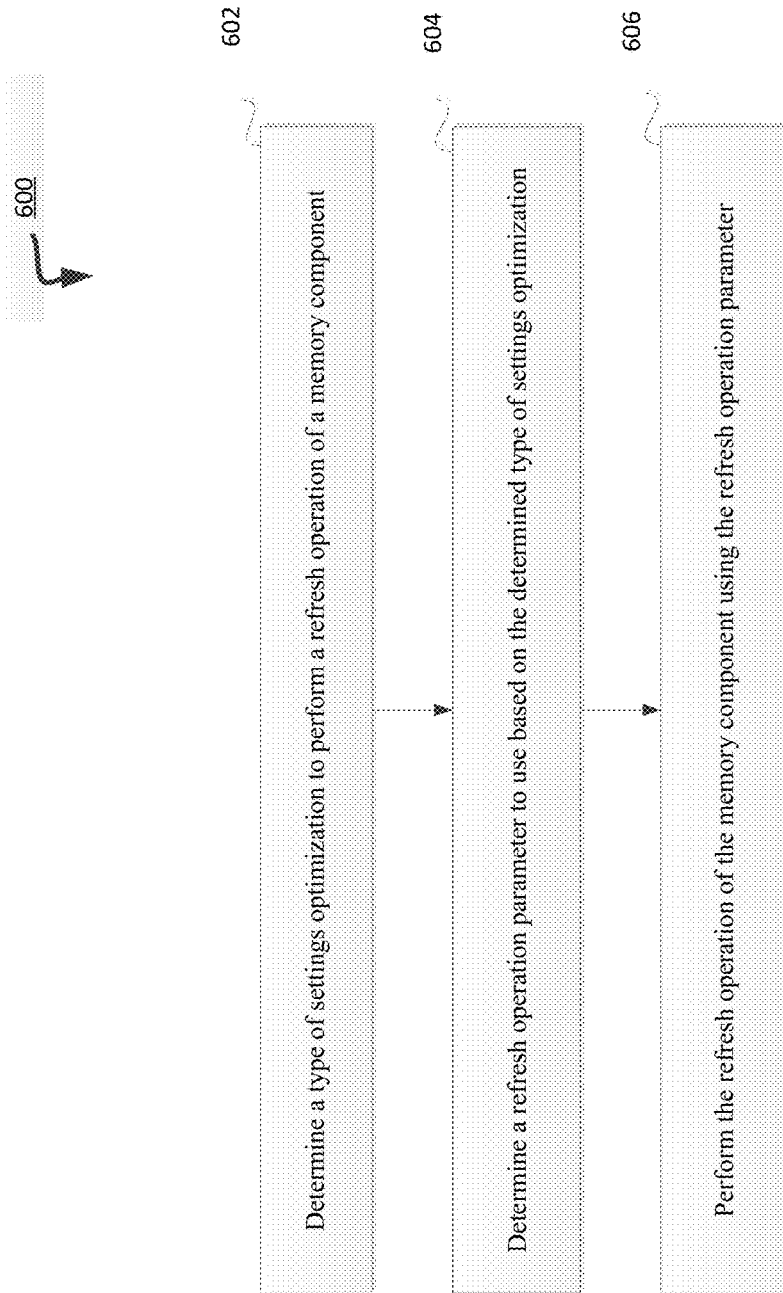 600
602
Determine a type of settings optimization to perform a refresh operation of a memory component
604
Determine a refresh operation parameter to use based on the determined type of settings optimization
606
Perform the refresh operation of the memory component using the refresh operation parameter